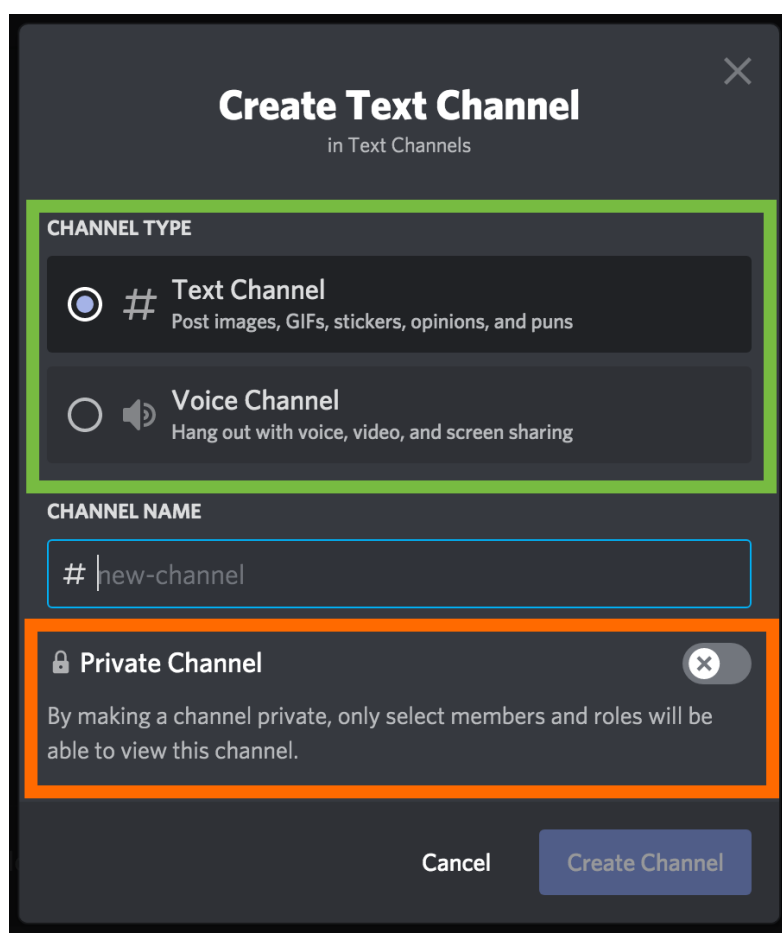 Create Text Channel
in Text Channels
CHANNEL TYPE
# Text Channel
Post images, GIFs, stickers, opinions, and puns
Voice Channel
Hang out with voice, video, and screen sharing
CHANNEL NAME
# new-channel
Private Channel
By making a channel private, only select members and roles will be
able to view this channel.
Cancel
Create Channel